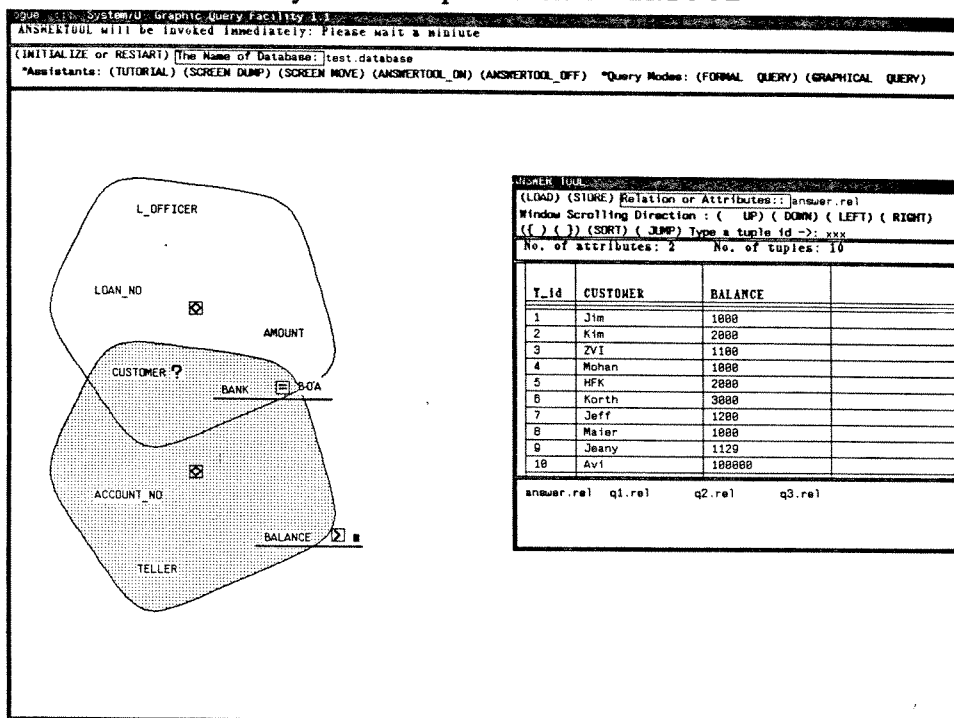 System/U Graphic Query Facility 1.1
ANSWERTOOL will be invoked immediately: Please wait a miniute
(INITIALIZE or RESTART) The Name of Database: test.database
*Assistants: (TUTORIAL) (SCREEN DUMP) (SCREEN MOVE) (ANSWERTOOL_ON) (ANSWERTOOL_OFF) *Query Modes: (FORMAL QUERY) (GRAPHICAL QUERY)
L_OFFICER
LOAN_NO
AMOUNT
CUSTOMER ?
BANK = BOA
ACCOUNT_NO
BALANCE >
TELLER
ANSWER TOOL
(LOAD) (STORE) Relation or Attributes:: answer.rel
Window Scrolling Direction : ( UP) ( DOWN) ( LEFT) ( RIGHT)
({ ) ( }) (SORT) ( JUMP) Type a tuple id ->: xxx
No. of attributes: 2 No. of tuples: 10
T_id CUSTOMER BALANCE
1 Jim 1000
2 Kim 2000
3 ZVI 1100
4 Mohan 1000
5 HFK 2000
6 Korth 3000
7 Jeff 1200
8 Maier 1000
9 Jeany 1129
10 Avi 100000
answer.rel q1.rel q2.rel q3.rel